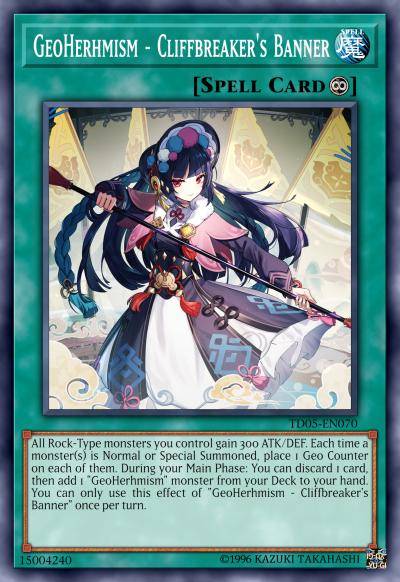 GeoHerhmism - Cliffbreaker's Banner
SPELL
魔
[Spell Card]
TD05-EN070
All Rock-Type monsters you control gain 300 ATK/DEF. Each time a
monster(s) is Normal or Special Summoned, place 1 Geo Counter
on each of them. During your Main Phase: You can discard 1 card,
then add 1 "GeoHerhmism" monster from your Deck to your hand.
You can only use this effect of "GeoHerhmism - Cliffbreaker's
Banner" once per turn.
15004240
©1996 KAZUKI TAKAHASHI